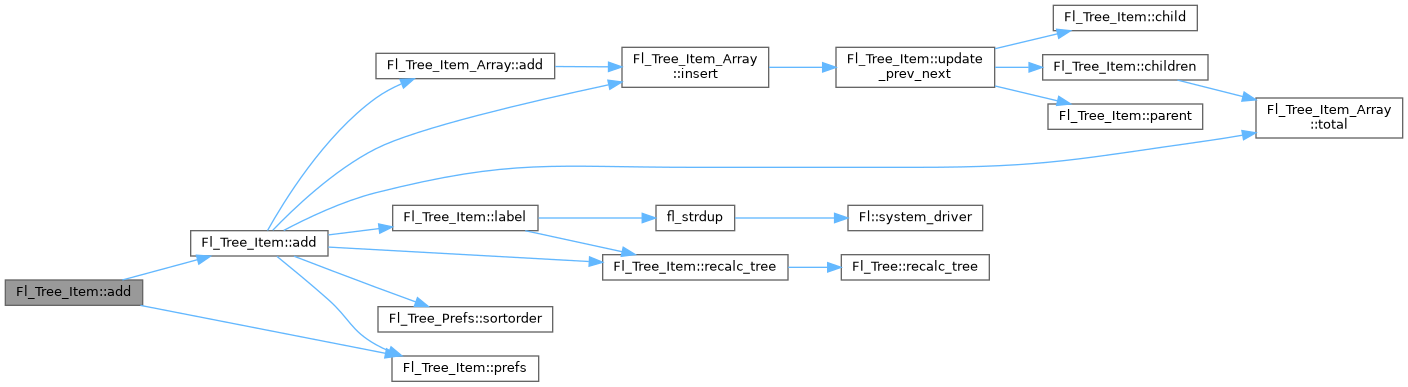 Fl_Tree_Item::child
Fl_Tree_Item_Array::add
Fl_Tree_Item_Array
::insert
Fl_Tree_Item::update
_prev_next
Fl_Tree_Item::children
Fl_Tree_Item::parent
Fl_Tree_Item_Array
::total
Fl_Tree_Item::label
fl_strdup
Fl::system_driver
Fl_Tree_Item::add
Fl_Tree_Item::recalc_tree
Fl_Tree::recalc_tree
Fl_Tree_Item::add
Fl_Tree_Prefs::sortorder
Fl_Tree_Item::prefs